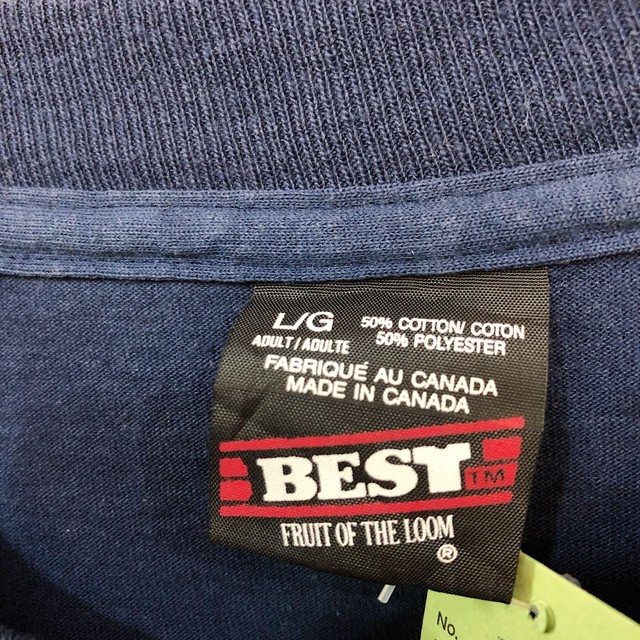 L/G 50% COTTON/ COTON
ADULT/ADULTE 50% POLYESTER
FABRIQUÉ AU CANADA
MADE IN CANADA
BEST TM
FRUIT OF THE LOOM ®
No.